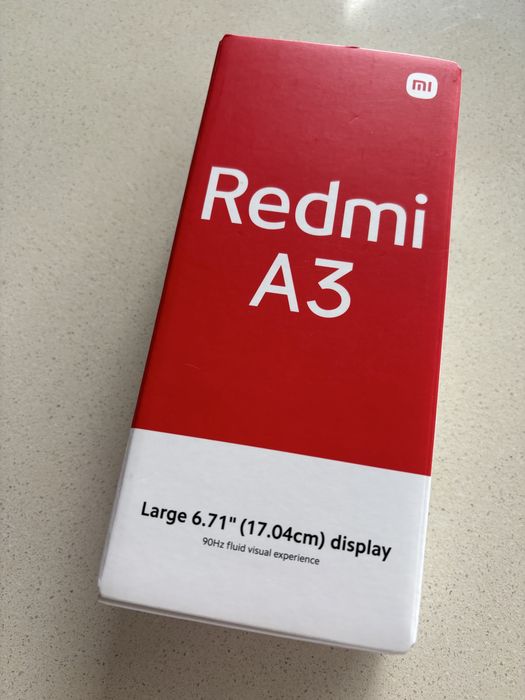 mi
Redmi
A3
Large 6.71" (17.04cm) display
90Hz fluid visual experience